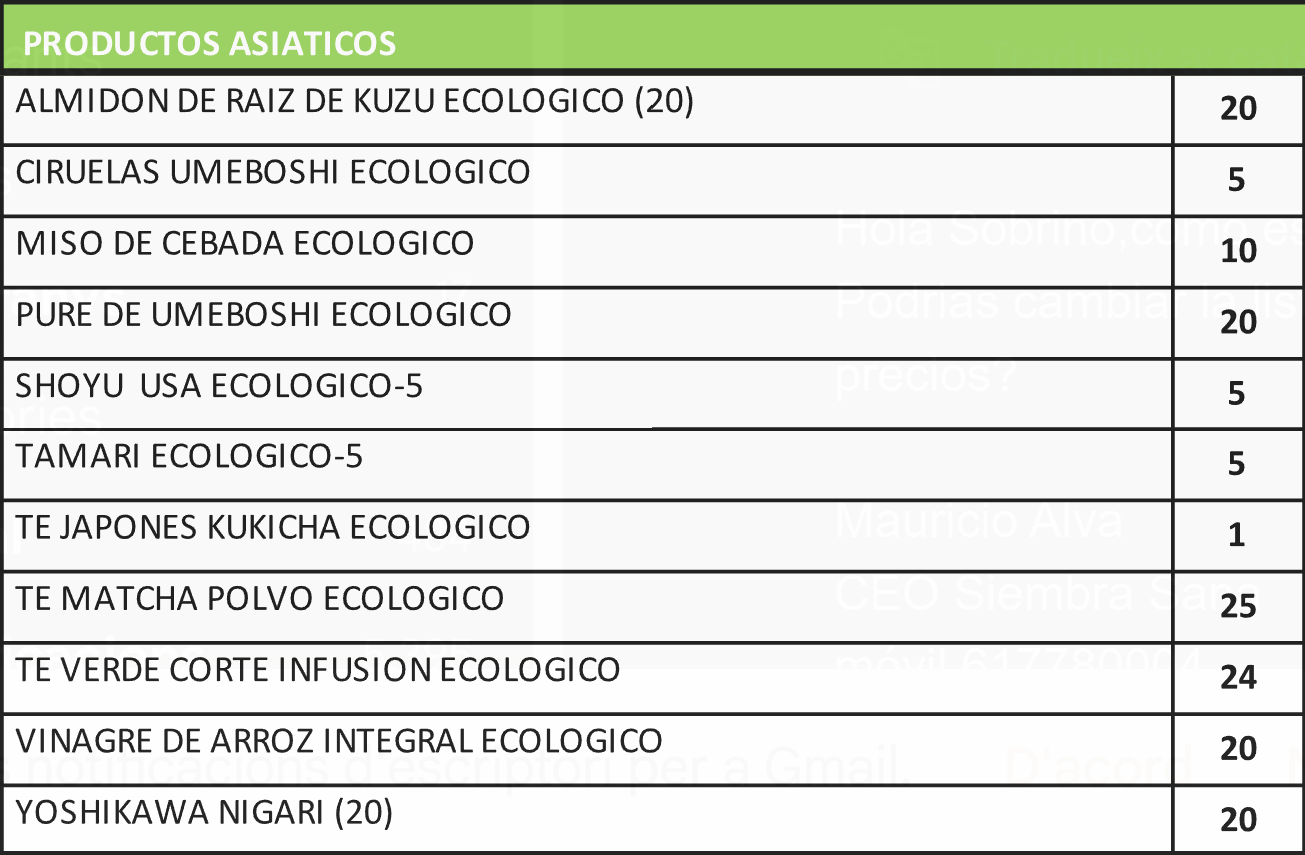 PRODUCTOS ASIATICOS
ALMIDON DE RAIZ DE KUZU ECOLOGICO (20) 20
CIRUELAS UMEBOSHI ECOLOGICO 5
MISO DE CEBADA ECOLOGICO 10
PURE DE UMEBOSHI ECOLOGICO 20
SHOYU  USA ECOLOGICO-5 5
TAMARI ECOLOGICO-5 5
TE JAPONES KUKICHA ECOLOGICO 1
TE MATCHA POLVO ECOLOGICO 25
TE VERDE CORTE INFUSION ECOLOGICO 24
VINAGRE DE ARROZ INTEGRAL ECOLOGICO 20
YOSHIKAWA NIGARI (20) 20
Hola Sobrino,como
Podrias cambiar la
precios?
Mauricio Alva
CEO Siembra Sana
móvil 617780004
notificacions d'escriptori per a Gmail. D'acord